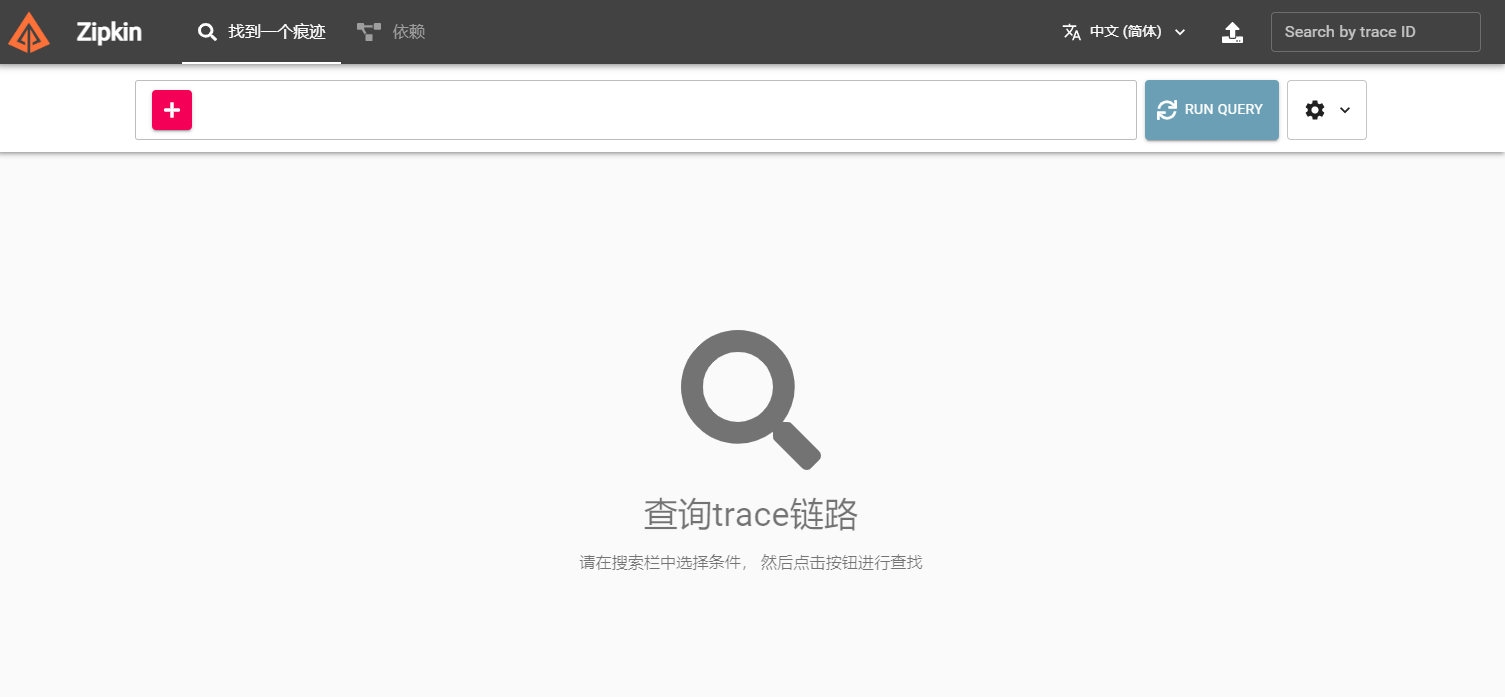 Zipkin
找到一个痕迹
依赖
中文 (简体)
Search by trace ID
RUN QUERY
查询trace链路
请在搜索栏中选择条件， 然后点击按钮进行查找